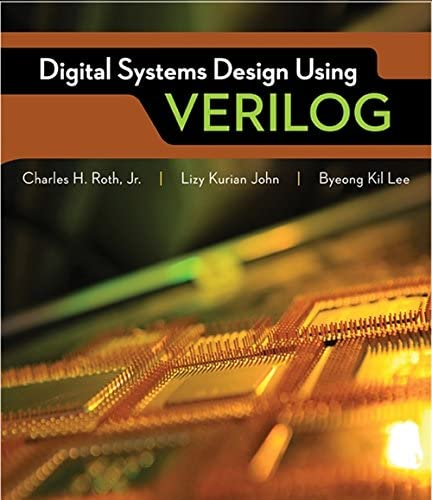 Digital Systems Design Using
VERILOG
Charles H. Roth, Jr. | Lizy Kurian John | Byeong Kil Lee